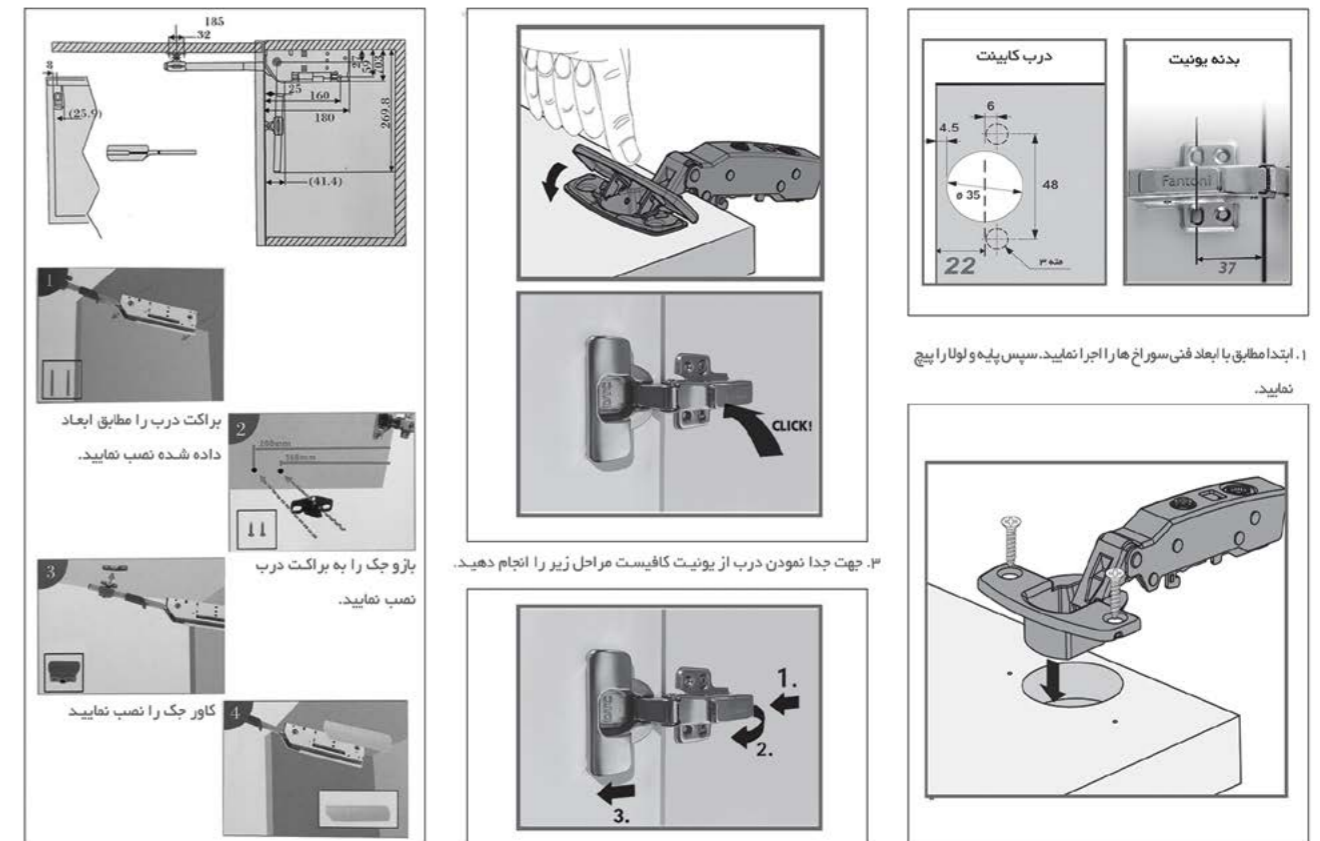 درب کابینت
6
4.5
ø 35
48
22
مته ۳
بدنه یونیت
Fantoni
37
۱. ابتدا مطابق با ابعاد فنی سوراخ ها را اجرا نمایید. سپس پایه و لولا را پیچ
نمایید.
CLICK!
۳. جهت جدا نمودن درب از یونیت کافیست مراحل زیر را انجام دهید.
1.
2.
3.
185
32
59
103
25
160
180
269.8
(25.9)
(41.4)
1
براکت درب را مطابق ابعاد
داده شده نصب نمایید.
2
بازو جک را به براکت درب
نصب نمایید.
3
کاور جک را نصب نمایید
4